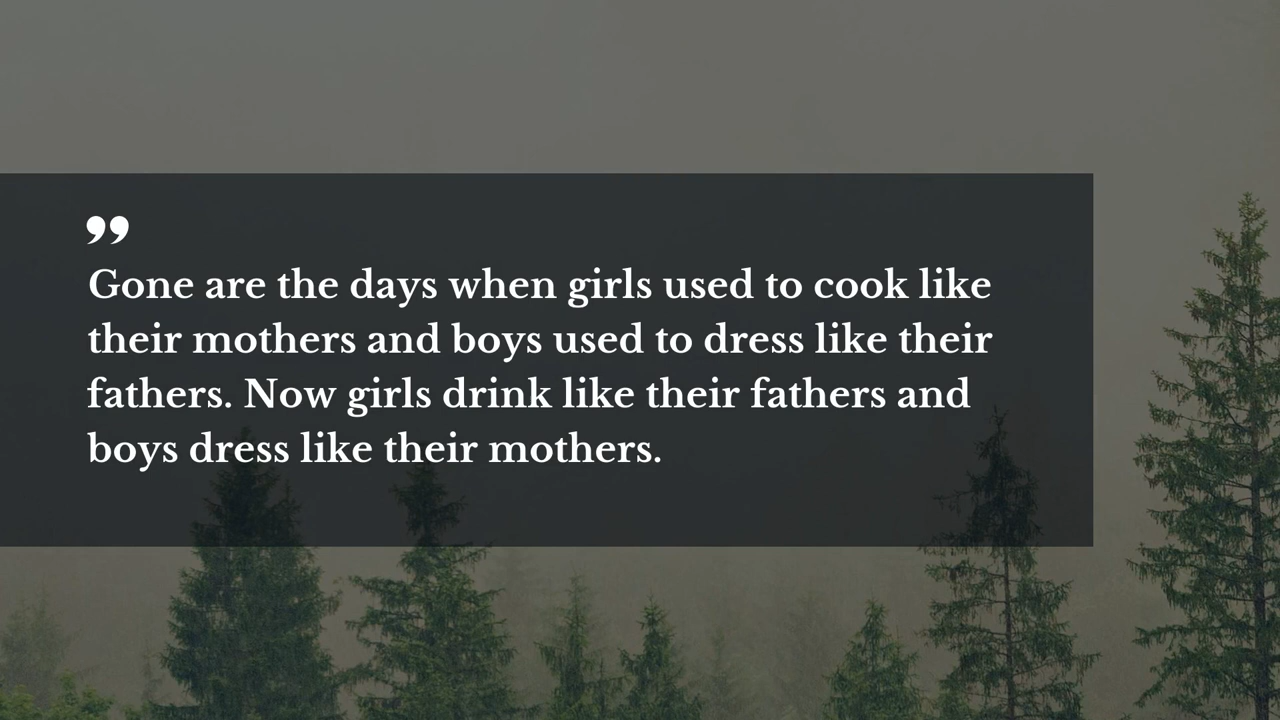 ”
Gone are the days when girls used to cook like
their mothers and boys used to dress like their
fathers. Now girls drink like their fathers and
boys dress like their mothers.